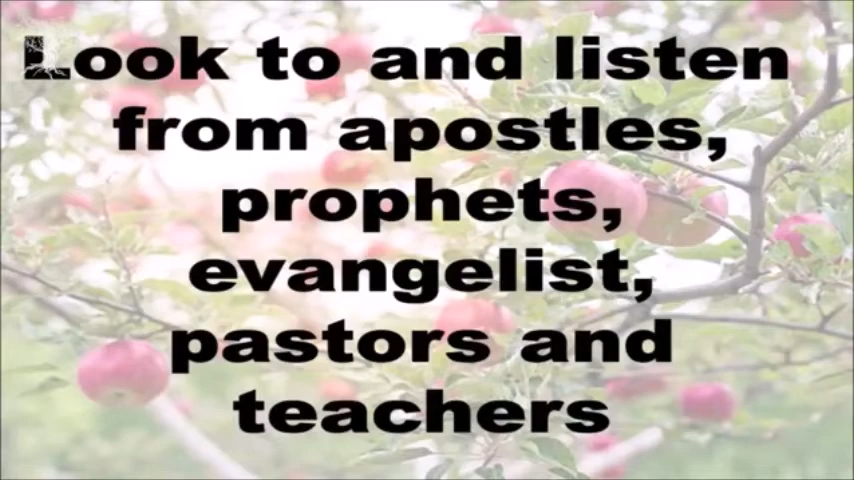 Look to and listen
from apostles,
prophets,
evangelist,
pastors and
teachers